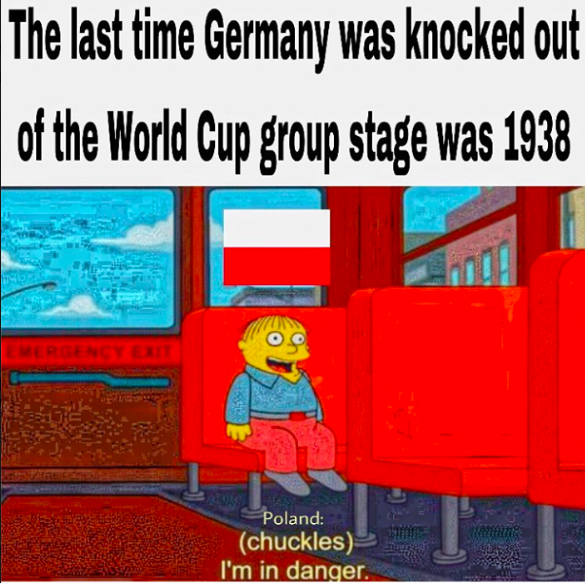 The last time Germany was knocked out
of the World Cup group stage was 1938
EMERGENCY EXIT
Poland:
(chuckles)
I'm in danger.